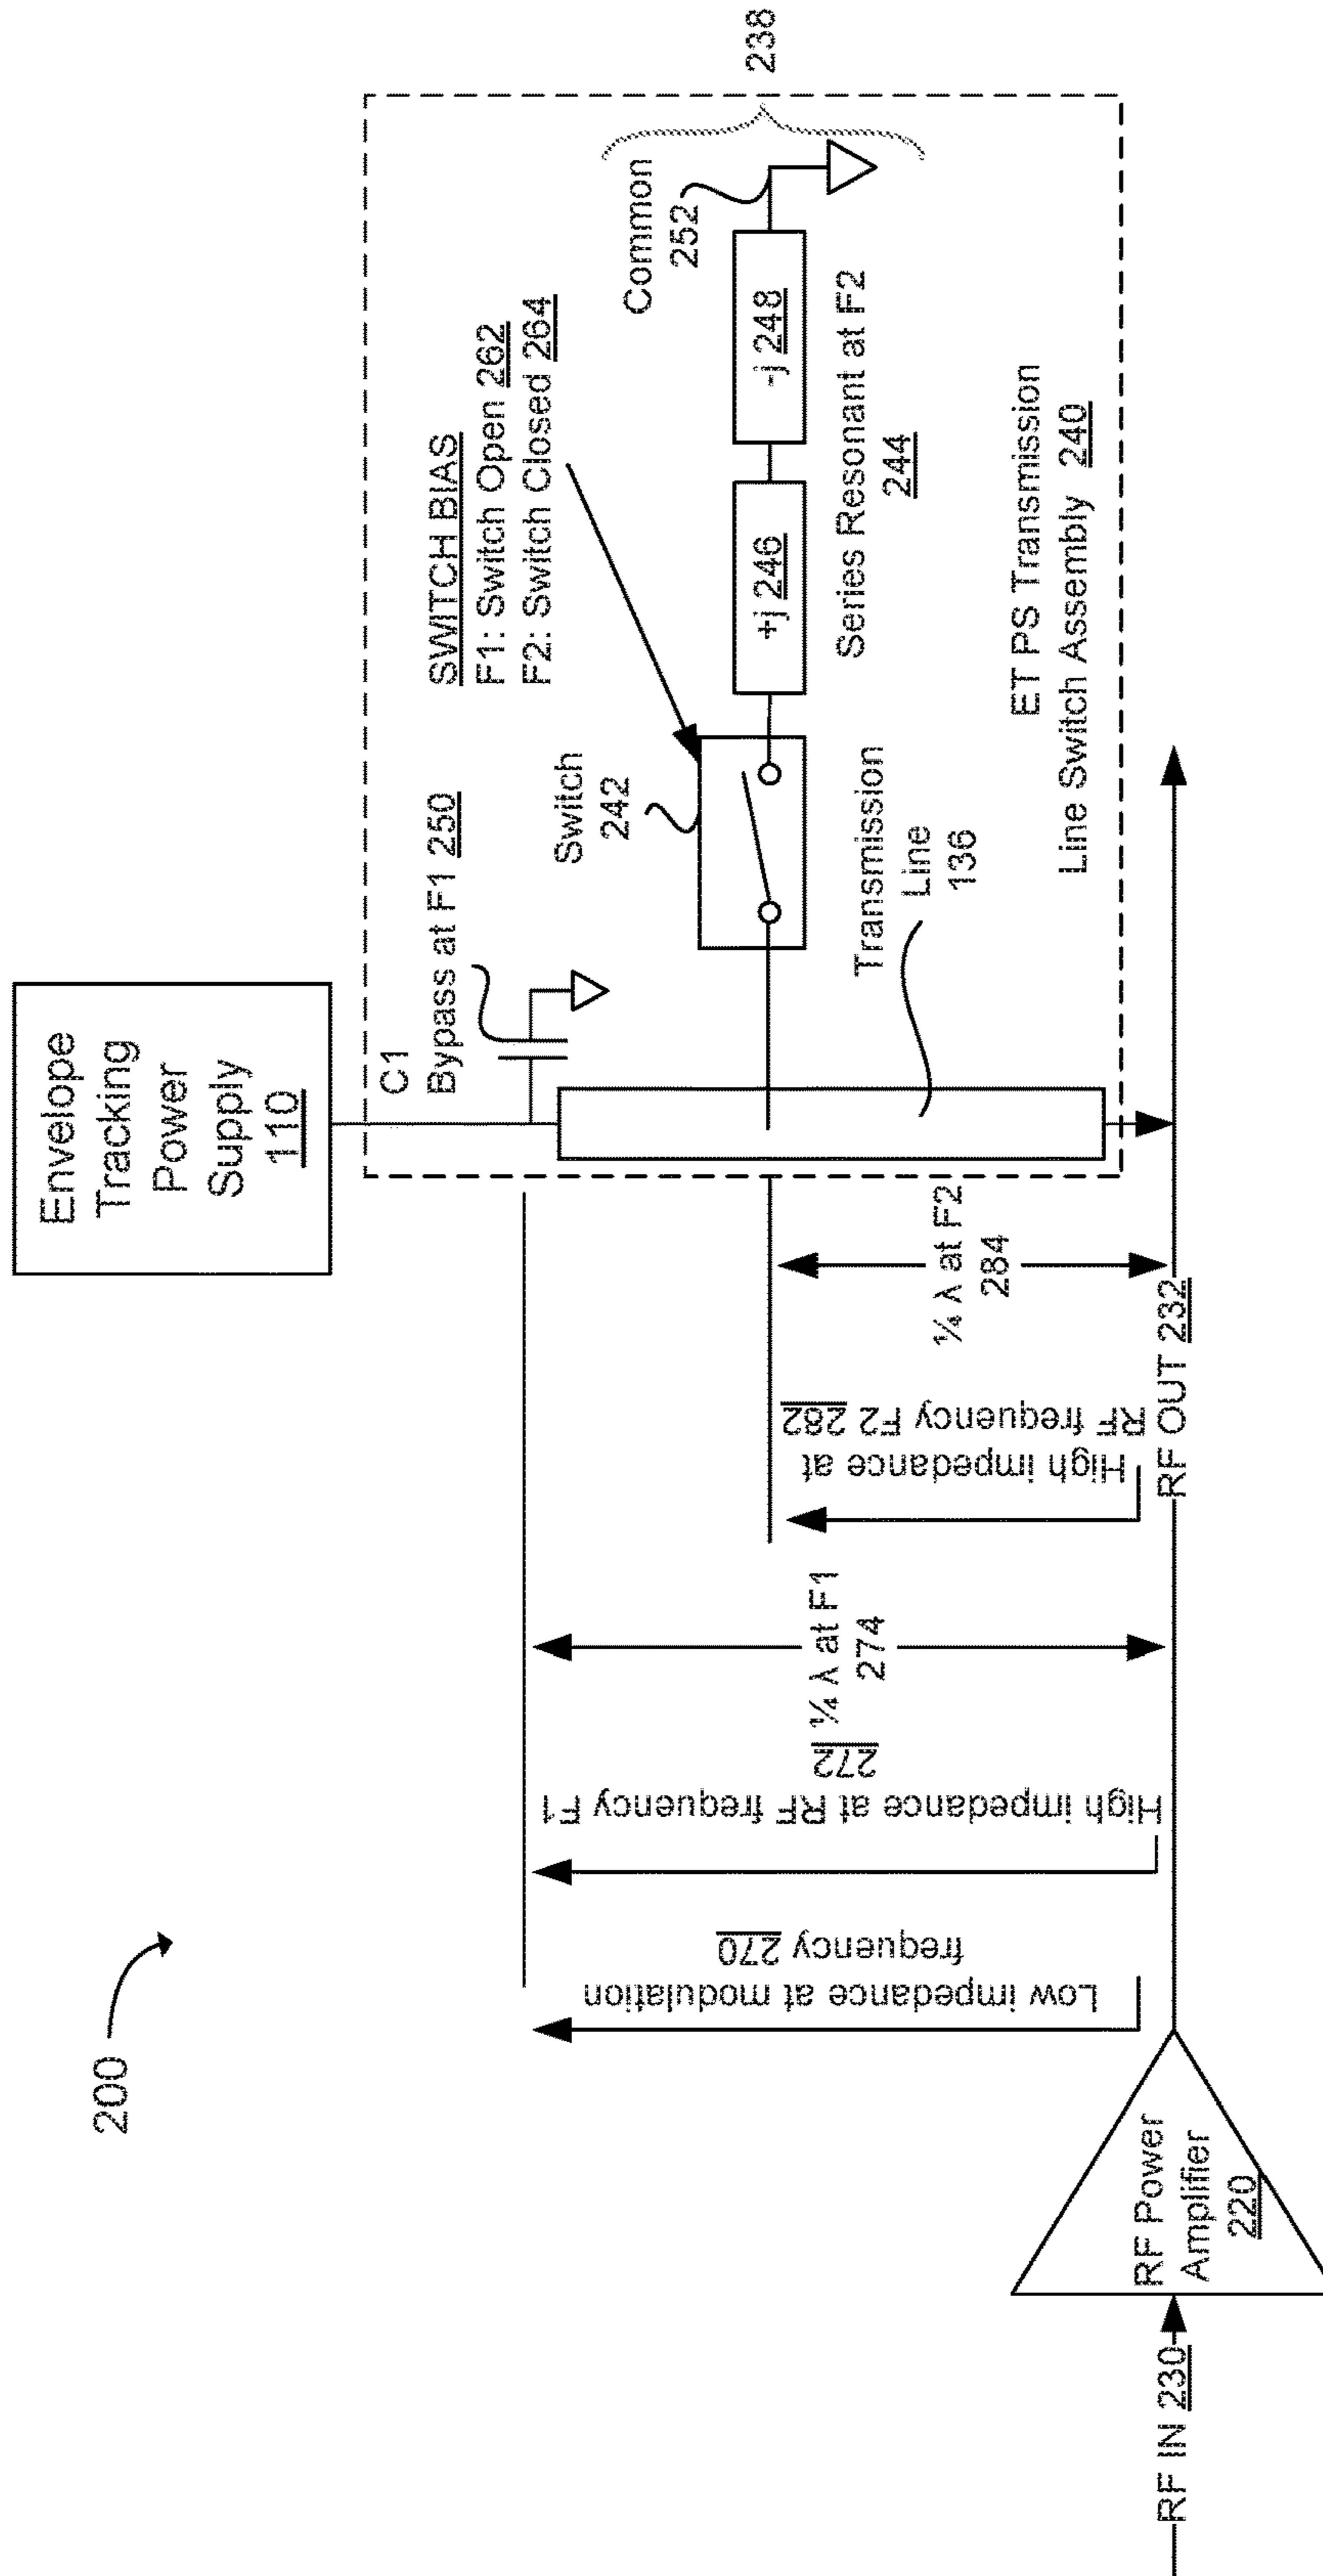 200
Envelope
Tracking
Power
Supply
110
C1
Bypass at F1 250
SWITCH BIAS
F1: Switch Open 262
F2: Switch Closed 264
Switch
242
Common
252
238
+j 246
-j 248
Series Resonant at F2
244
Transmission
Line
136
ET PS Transmission
Line Switch Assembly 240
Low impedance at modulation
frequency 270
High impedance at RF frequency F1
272
¼ λ at F1
274
High impedance at
RF frequency F2 282
¼ λ at F2
284
RF IN 230
RF Power
Amplifier
220
RF OUT 232